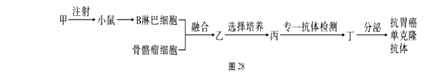 甲 注射 小鼠 B淋巴细胞 融合 乙 选择培养 丙 专一抗体检测 丁 分泌 抗胃癌
单克隆
抗体
骨髓瘤细胞
图28